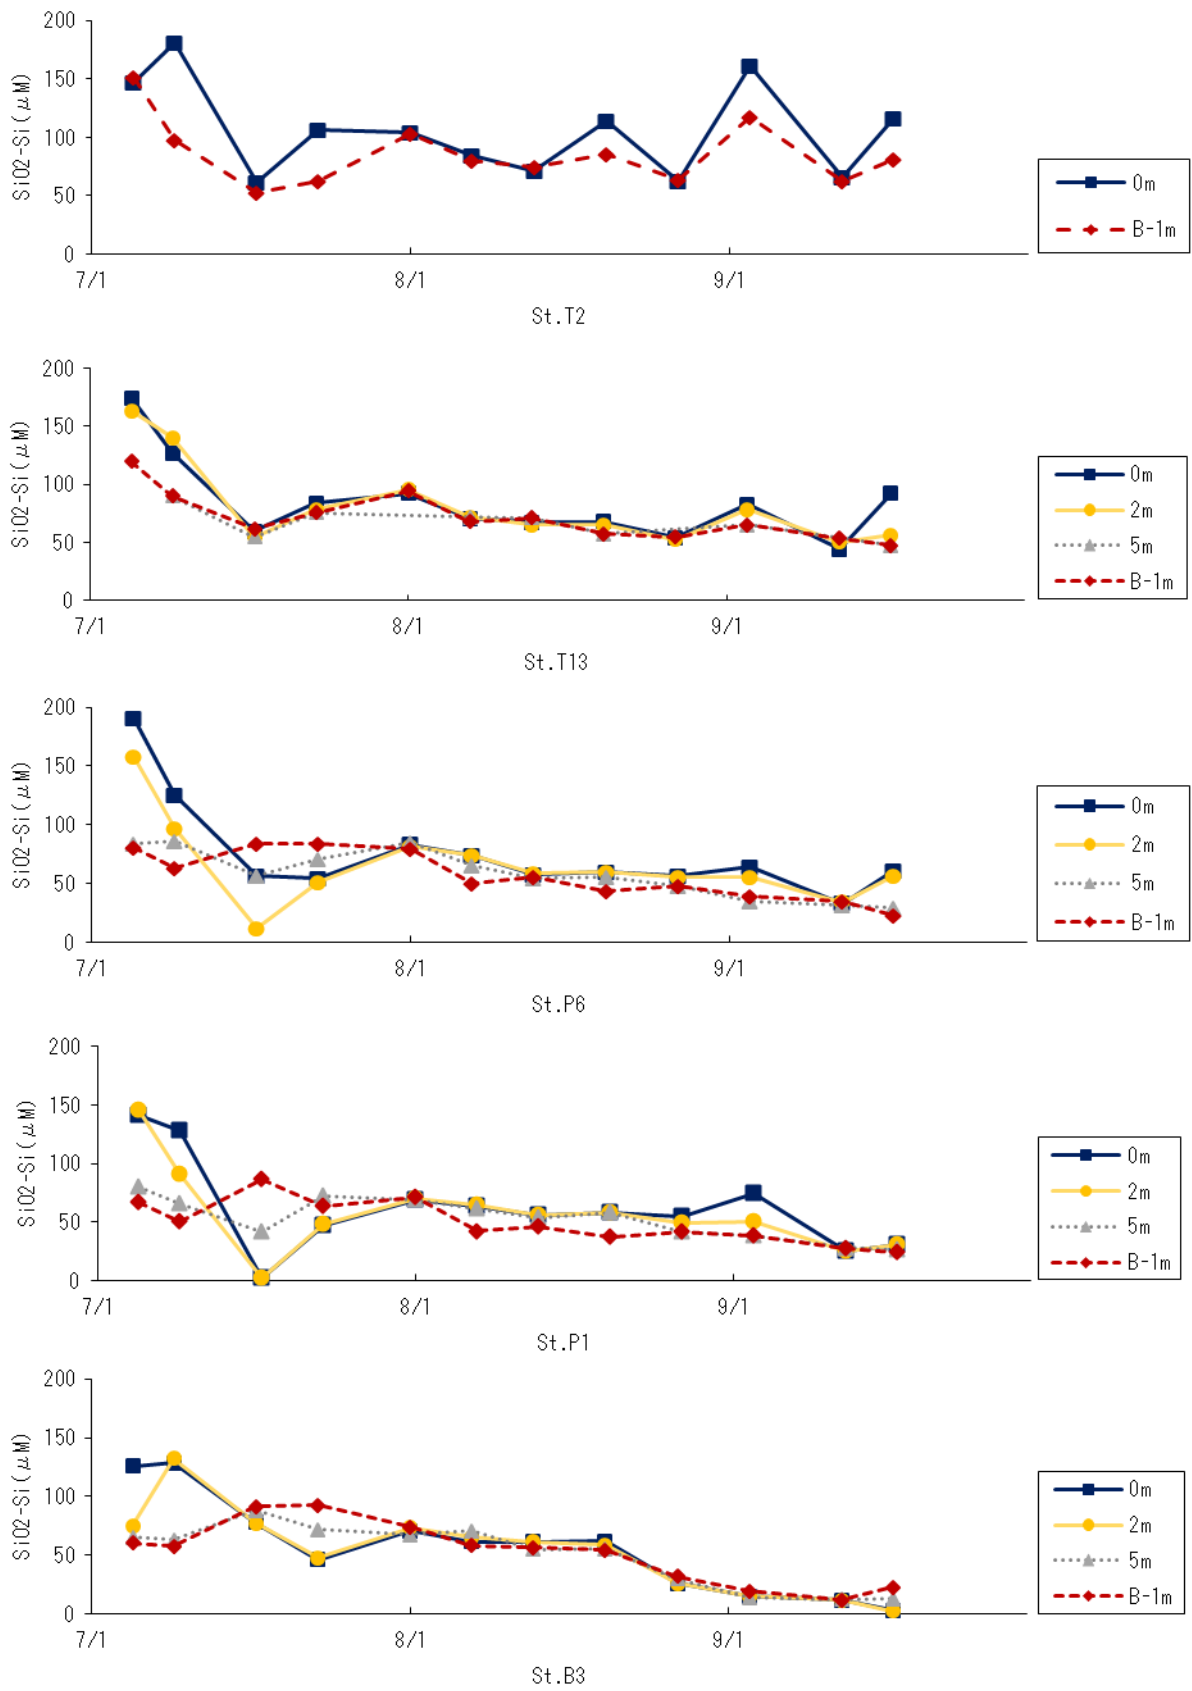 SiO2-Si(μM)
200
150
100
50
0
7/1
8/1
9/1
St.T2
0m
B-1m
SiO2-Si(μM)
200
150
100
50
0
7/1
8/1
9/1
St.T13
0m
2m
5m
B-1m
SiO2-Si(μM)
200
150
100
50
0
7/1
8/1
9/1
St.P6
0m
2m
5m
B-1m
SiO2-Si(μM)
200
150
100
50
0
7/1
8/1
9/1
St.P1
0m
2m
5m
B-1m
SiO2-Si(μM)
200
150
100
50
0
7/1
8/1
9/1
St.B3
0m
2m
5m
B-1m